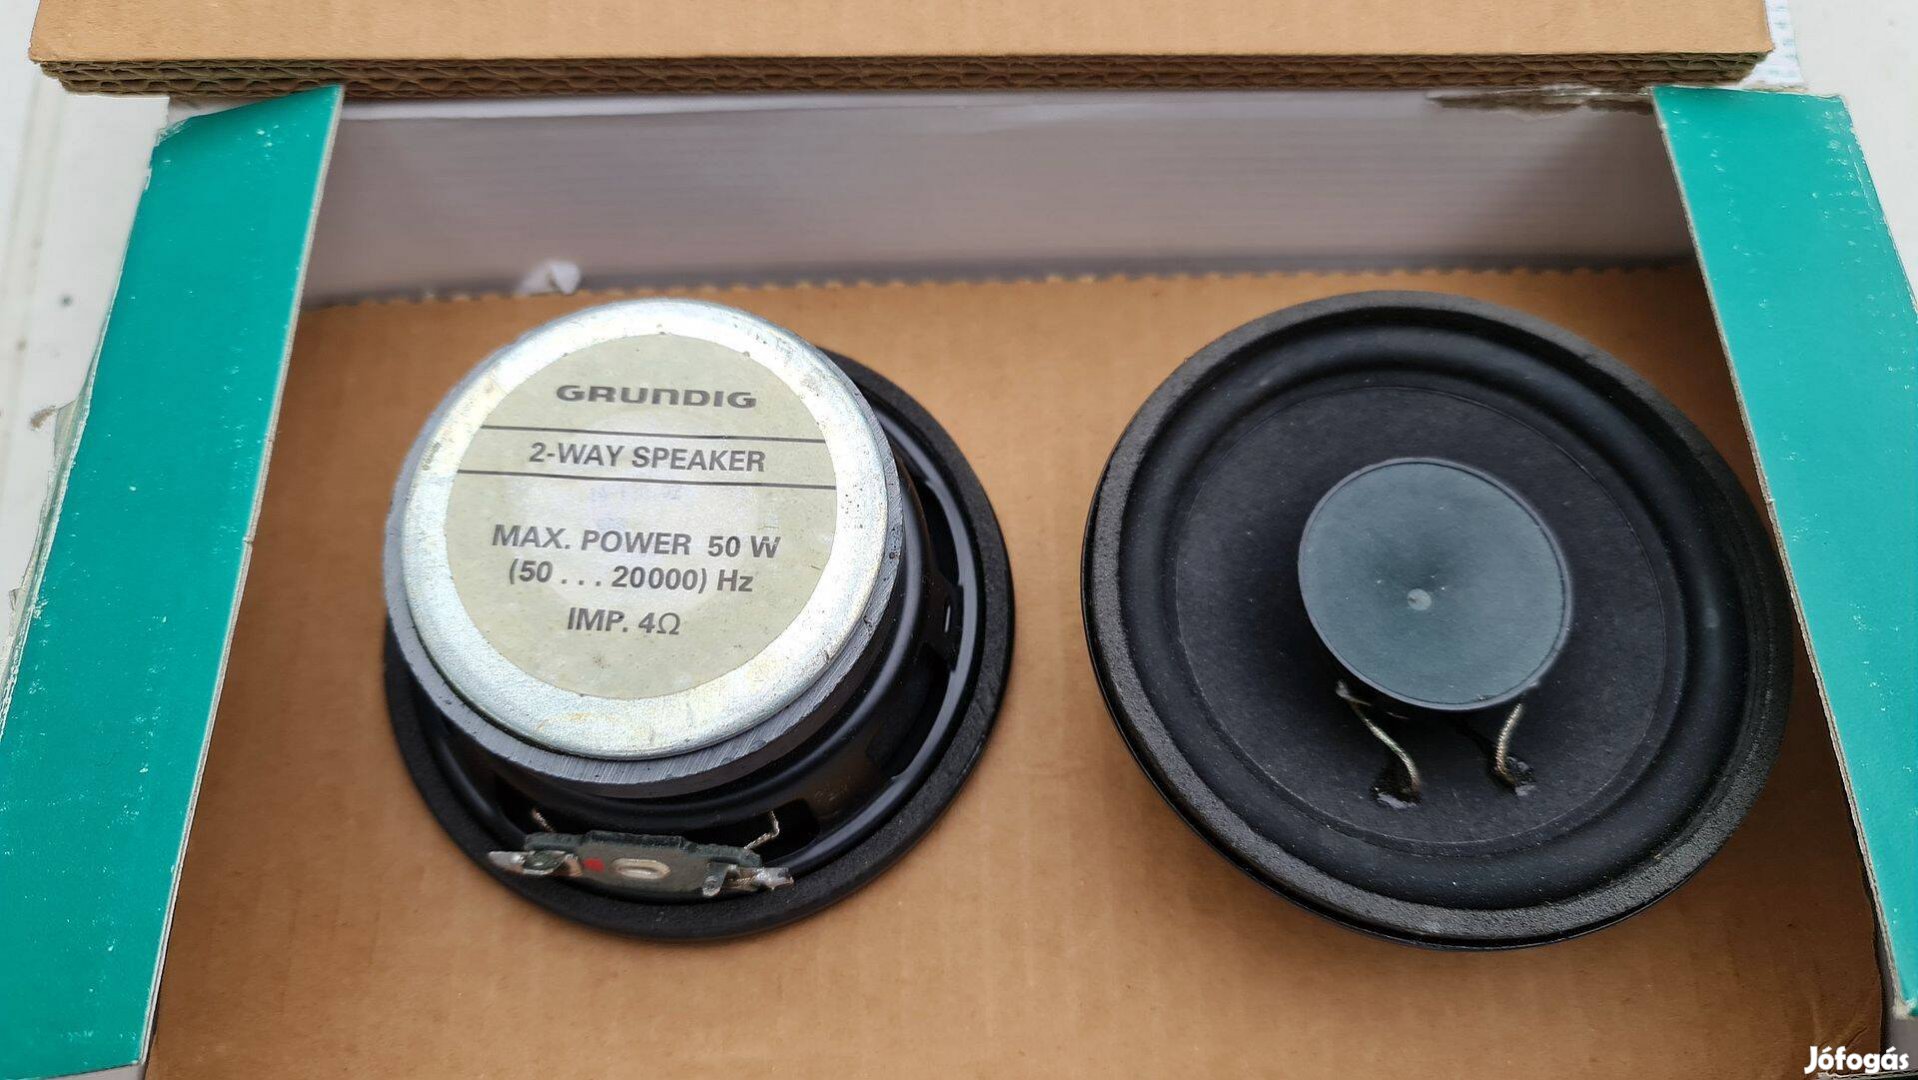 GRUNDIG
2-WAY SPEAKER
MAX. POWER 50 W
(50 . . . 20000) Hz
IMP. 4Ω
Jófogás